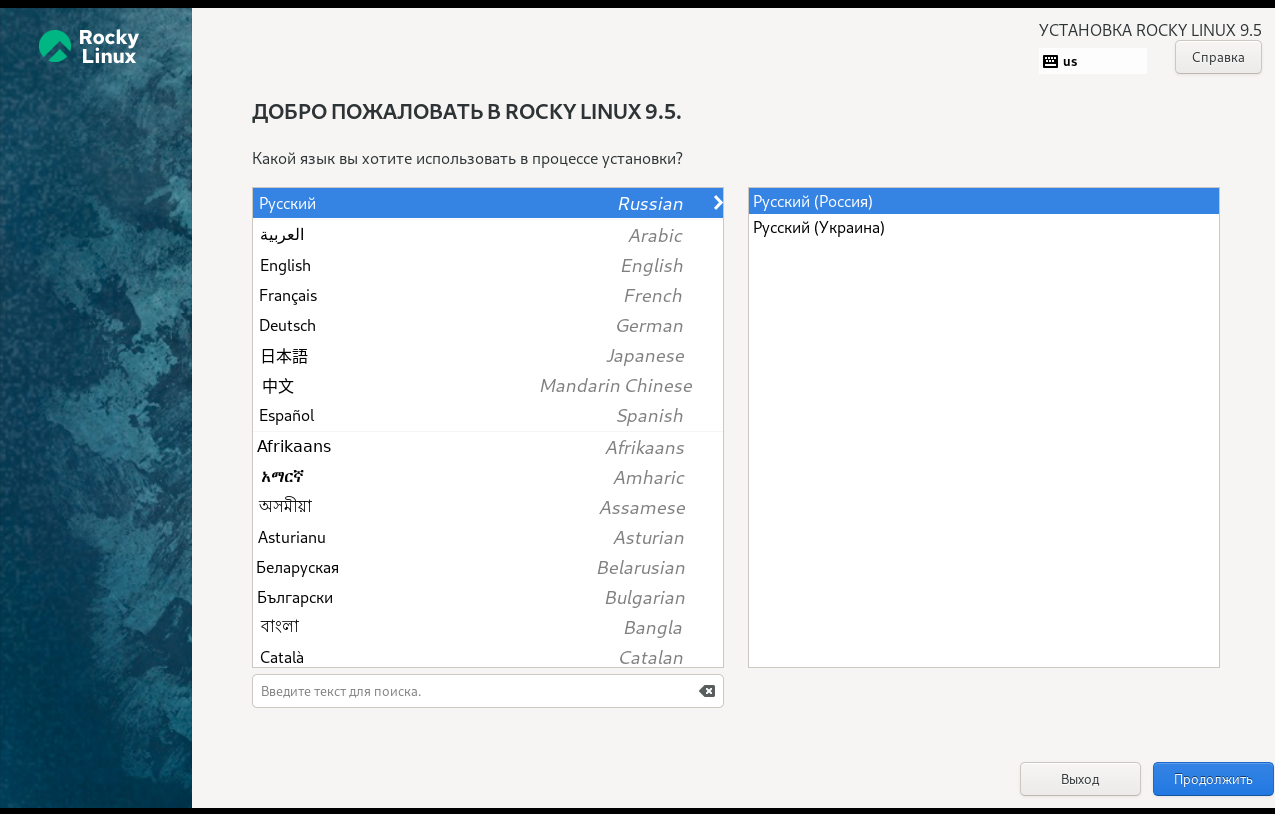 Rocky
Linux
УСТАНОВКА ROCKY LINUX 9.5
us
Справка
ДОБРО ПОЖАЛОВАТЬ В ROCKY LINUX 9.5.
Какой язык вы хотите использовать в процессе установки?
Русский Russian
العربية Arabic
English English
Français French
Deutsch German
日本語 Japanese
中文 Mandarin Chinese
Español Spanish
Afrikaans Afrikaans
አማርኛ Amharic
অসমীয়া Assamese
Asturianu Asturian
Беларуская Belarusian
Български Bulgarian
বাংলা Bangla
Català Catalan
Русский (Россия)
Русский (Украина)
Введите текст для поиска.
Выход
Продолжить